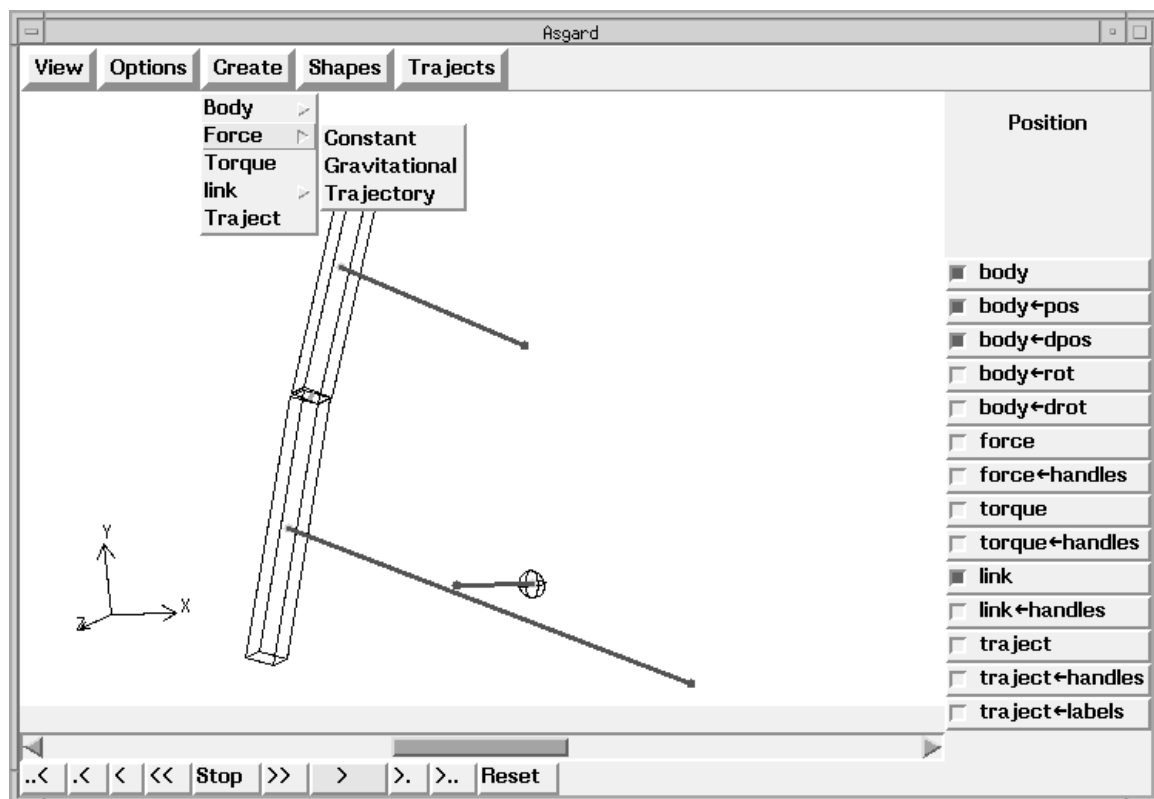 Asgard
View Options Create Shapes Trajects
Body
Force
Torque
link
Traject
Constant
Gravitational
Trajectory
Position
body
body←pos
body←dpos
body←rot
body←drot
force
force←handles
torque
torque←handles
link
link←handles
traject
traject←handles
traject←labels
Y
X
Z
..< .< < << Stop >> > >. >.. Reset